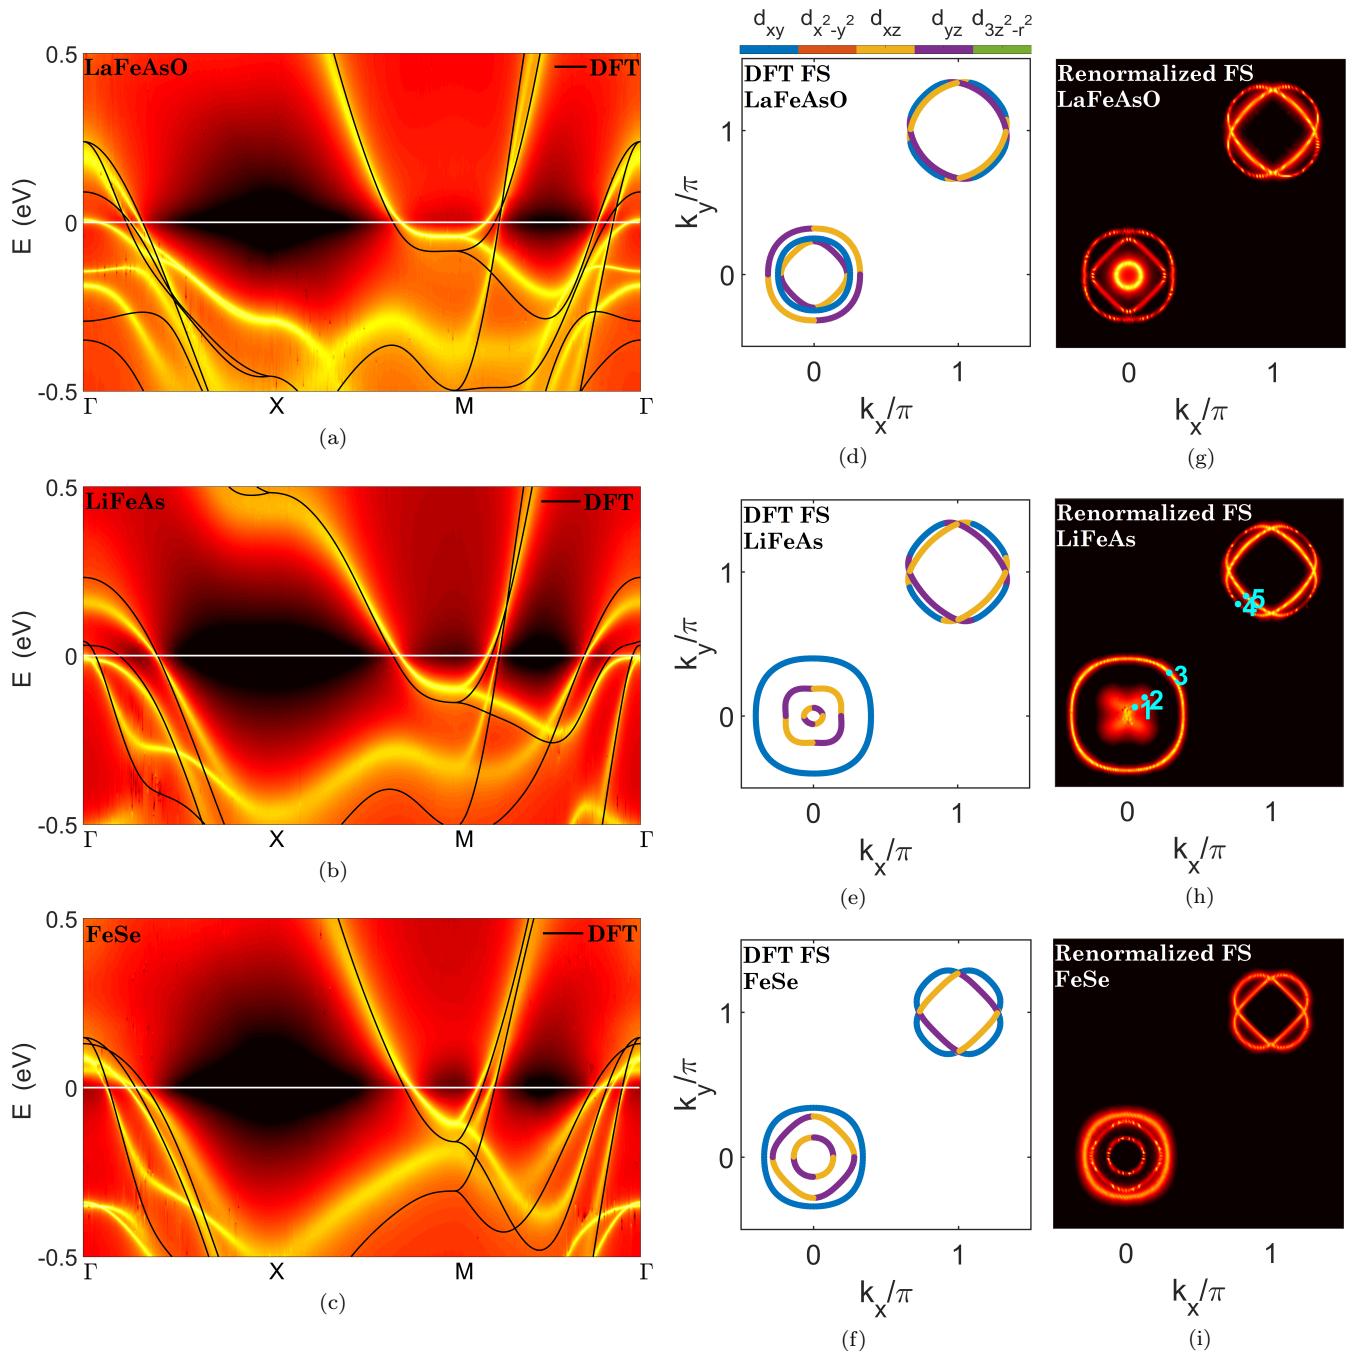 LaFeAsO
DFT
0.5
0
-0.5
E (eV)
Γ X M Γ
(a)
LiFeAs
DFT
0.5
0
-0.5
E (eV)
Γ X M Γ
(b)
FeSe
DFT
0.5
0
-0.5
E (eV)
Γ X M Γ
(c)
d_xy d_x²-y² d_xz d_yz d_3z²-r²
DFT FS
LaFeAsO
1
0
k_y/π
0 1
k_x/π
(d)
Renormalized FS
LaFeAsO
0 1
k_x/π
(g)
DFT FS
LiFeAs
1
0
k_y/π
0 1
k_x/π
(e)
Renormalized FS
LiFeAs
5
4
3
2
1
0 1
k_x/π
(h)
DFT FS
FeSe
1
0
k_y/π
0 1
k_x/π
(f)
Renormalized FS
FeSe
0 1
k_x/π
(i)